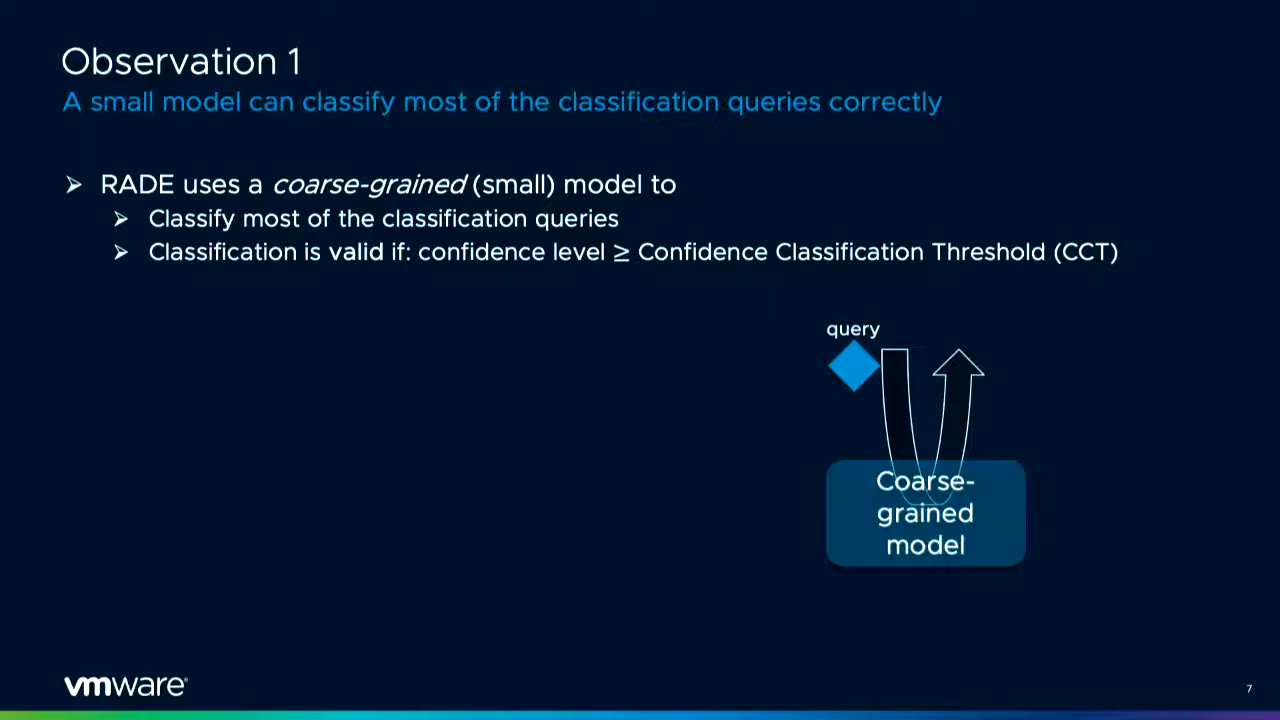 Observation 1
A small model can classify most of the classification queries correctly
➢ RADE uses a coarse-grained (small) model to
➢ Classify most of the classification queries
➢ Classification is valid if: confidence level ≥ Confidence Classification Threshold (CCT)
query
Coarse-
grained
model
vmware®
7